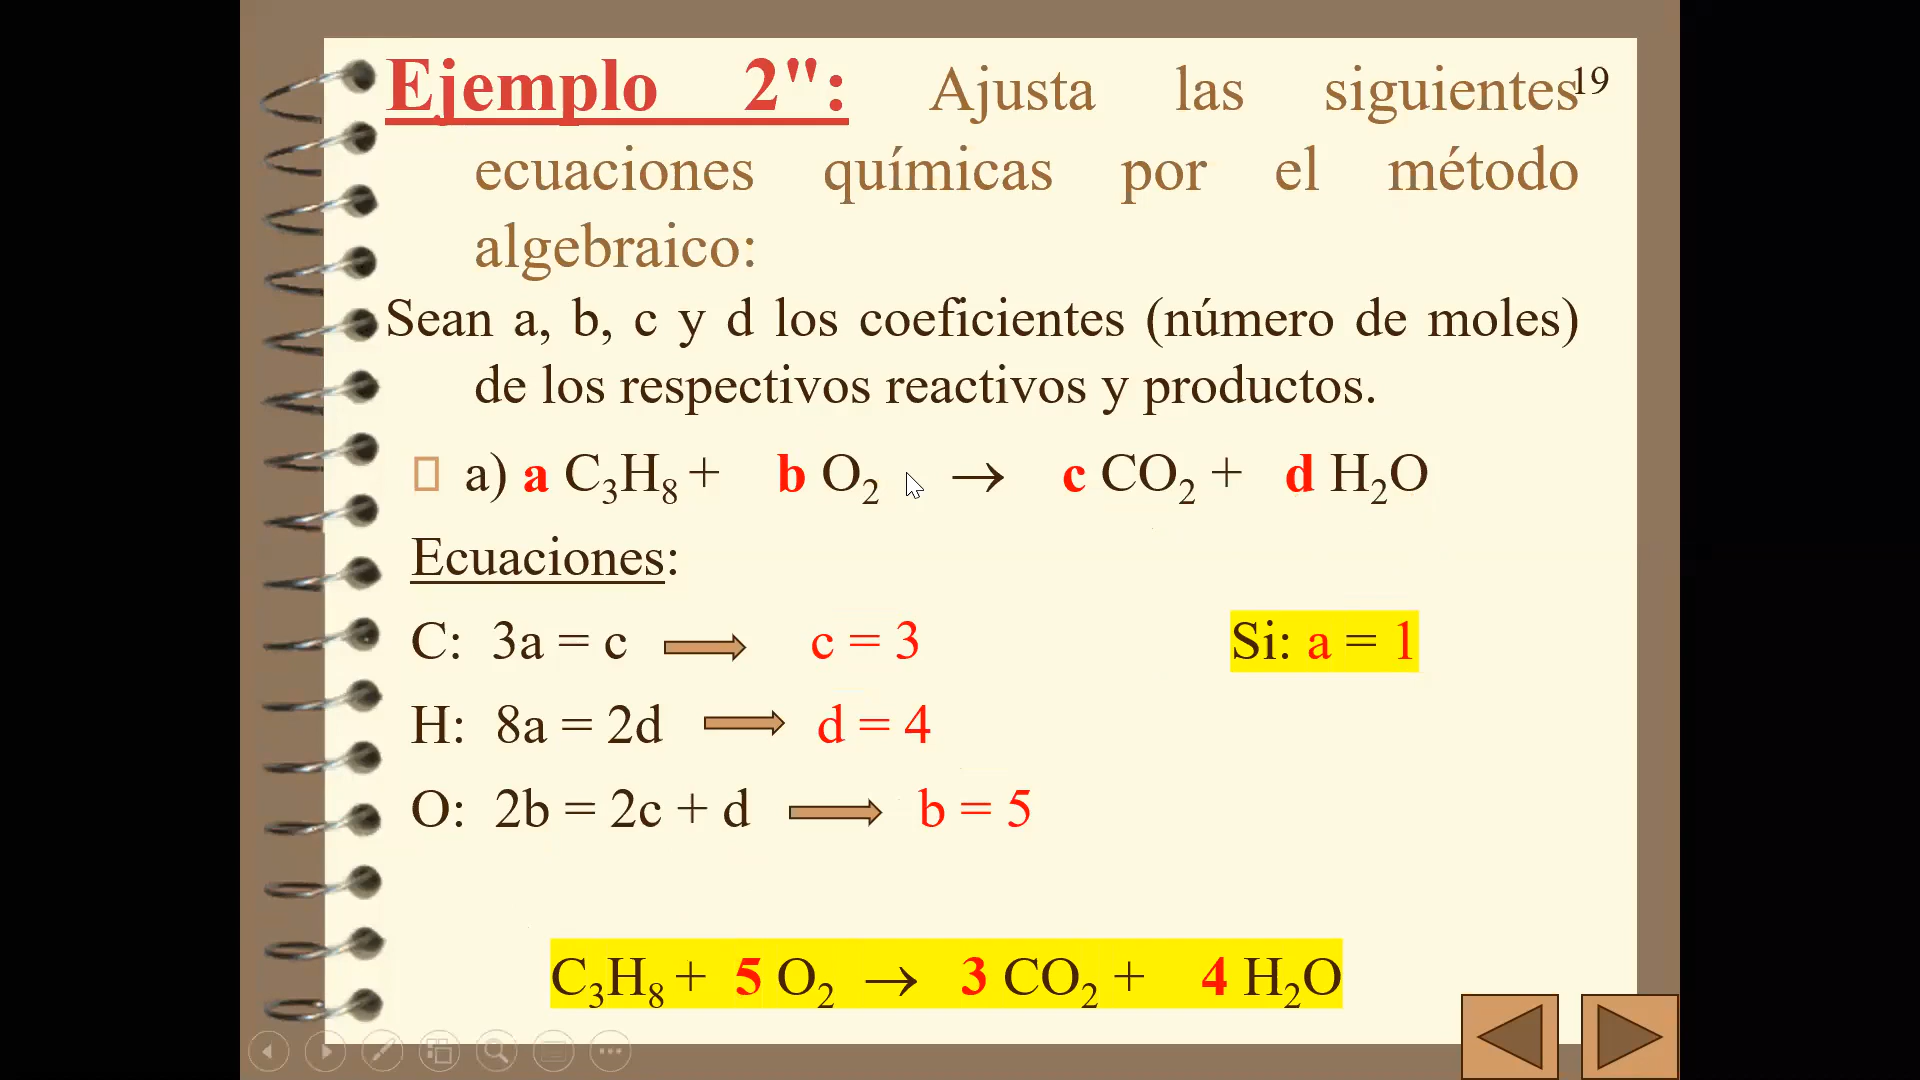 19
Ejemplo 2": Ajusta las siguientes
ecuaciones químicas por el método
algebraico:
Sean a, b, c y d los coeficientes (número de moles)
de los respectivos reactivos y productos.
a) a C₃H₈ + b O₂ → c CO₂ + d H₂O
Ecuaciones:
C: 3a = c c = 3 Si: a = 1
H: 8a = 2d d = 4
O: 2b = 2c + d b = 5
C₃H₈ + 5 O₂ → 3 CO₂ + 4 H₂O